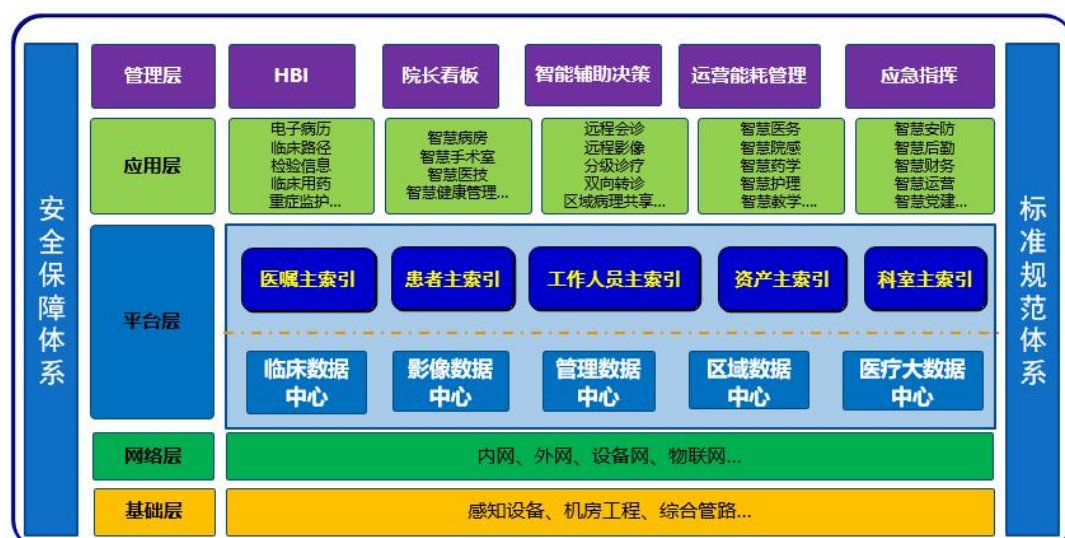 安全保障体系
管理层
HBI
院长看板
智能辅助决策
运营能耗管理
应急指挥
应用层
电子病历
临床路径
检验信息
临床用药
重症监护...
智慧病房
智慧手术室
智慧医技
智慧健康管理...
远程会诊
远程影像
分级诊疗
双向转诊
区域病理共享...
智慧医务
智慧院感
智慧药学
智慧护理
智慧教学....
智慧安防
智慧后勤
智慧财务
智慧运营
智慧党建...
平台层
医嘱主索引
患者主索引
工作人员主索引
资产主索引
科室主索引
临床数据
中心
影像数据
中心
管理数据
中心
区域数据
中心
医疗大数据
中心
网络层
内网、外网、设备网、物联网...
基础层
感知设备、机房工程、综合管路...
标准规范体系